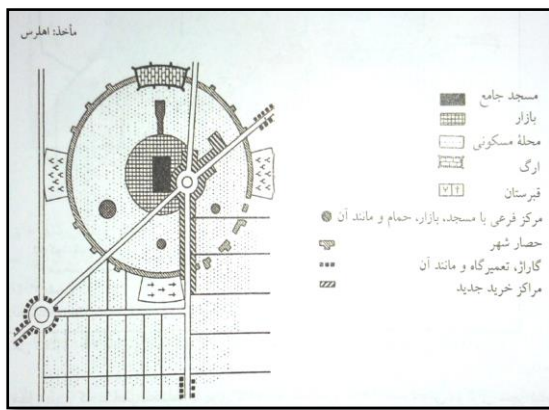 مأخذ: اهلرس
مسجد جامع
بازار
محلهٔ مسکونی
ارگ
قبرستان
مرکز فرعی با مسجد، بازار، حمام و مانند آن
حصار شهر
گاراژ، تعمیرگاه و مانند آن
مراکز خرید جدید